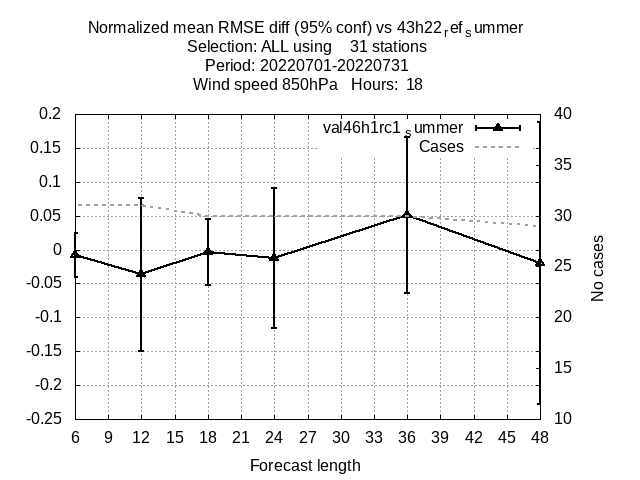 Normalized mean RMSE diff (95% conf) vs 43h22refsummer
Selection: ALL using 31 stations
Period: 20220701-20220731
Wind speed 850hPa Hours: 18
val46h1rc1summer
Cases
0.2
0.15
0.1
0.05
0
-0.05
-0.1
-0.15
-0.2
-0.25
40
35
30
25
20
15
10
No cases
6 9 12 15 18 21 24 27 30 33 36 39 42 45 48
Forecast length